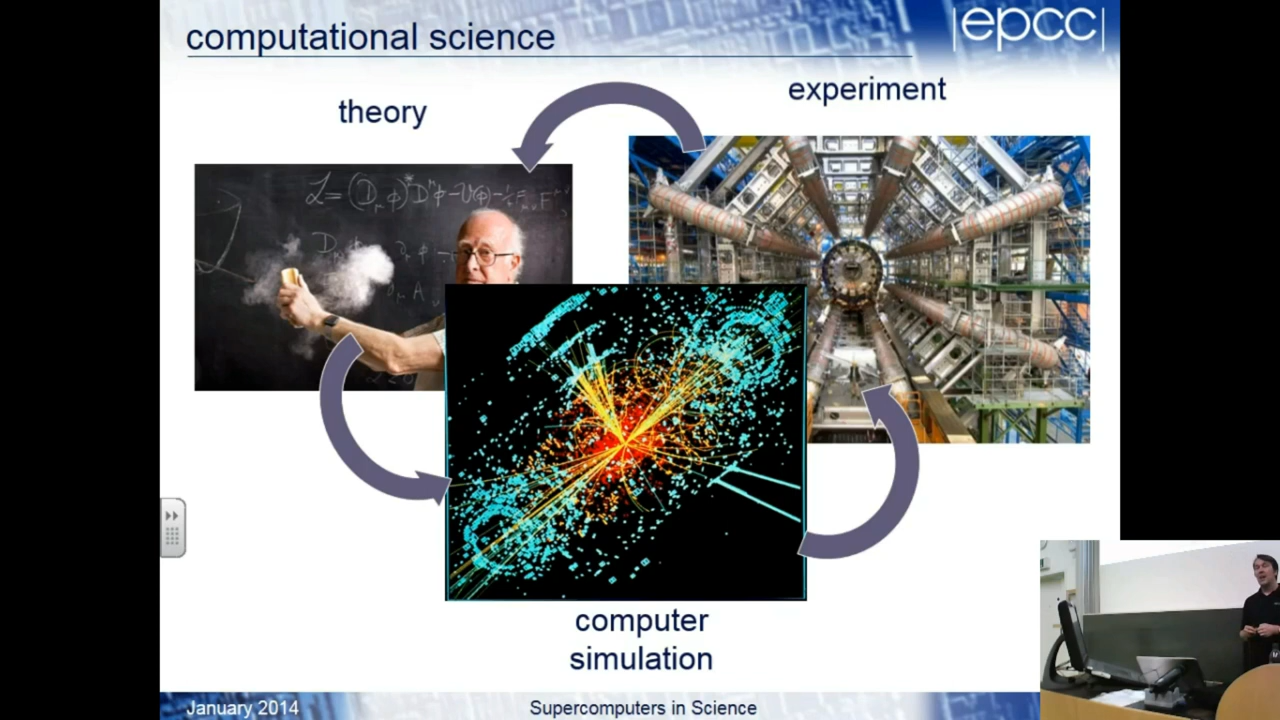 computational science
|epcc|
theory
experiment
computer
simulation
January 2014
Supercomputers in Science